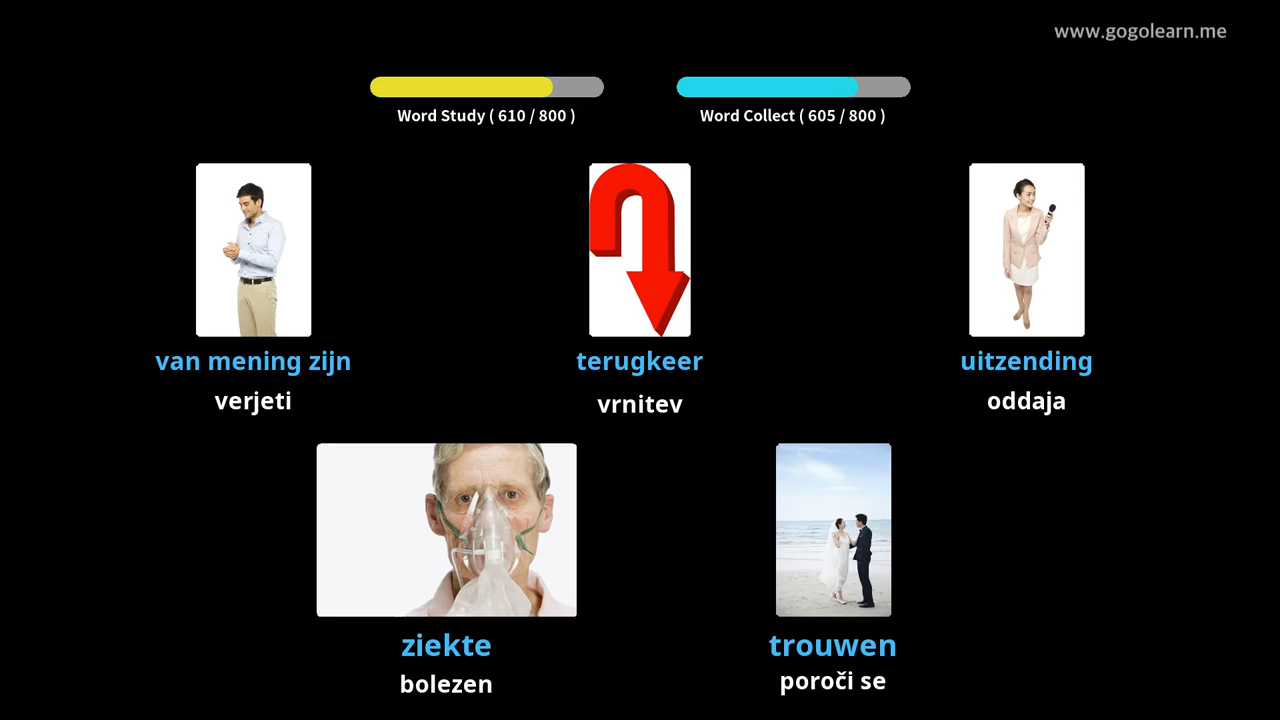 www.gogolearn.me
Word Study ( 610 / 800 )
Word Collect ( 605 / 800 )
van mening zijn
verjeti
terugkeer
vrnitev
uitzending
oddaja
ziekte
bolezen
trouwen
poroči se